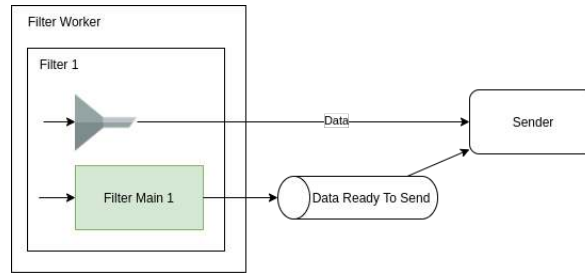 Filter Worker
Filter 1
Data
Sender
Filter Main 1
Data Ready To Send